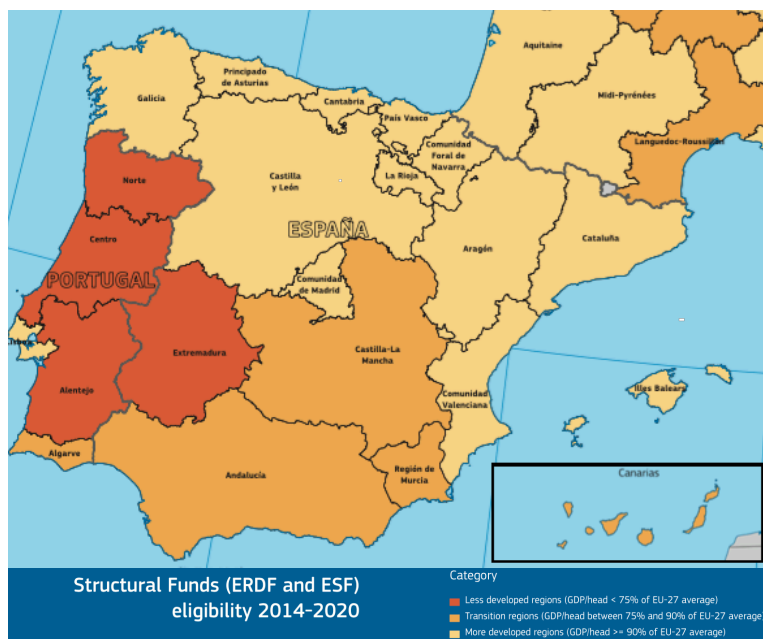 Aquitaine
Principado
de Asturias
Galicia
Cantabria
Midi-Pyrénées
País Vasco
Comunidad
Foral de
Navarra
Languedoc-Roussillon
La Rioja
Castilla
y León
Norte
ESPAÑA
Centro
Aragón
Cataluña
PORTUGAL
Comunidad
de Madrid
Extremadura
Castilla-La
Mancha
Alentejo
Comunidad
Valenciana
Illes Balears
Algarve
Andalucía
Región de
Murcia
Canarias
Structural Funds (ERDF and ESF)
eligibility 2014-2020
Category
Less developed regions (GDP/head < 75% of EU-27 average)
Transition regions (GDP/head between 75% and 90% of EU-27 average
More developed regions (GDP/head >= 90% of EU-27 average)